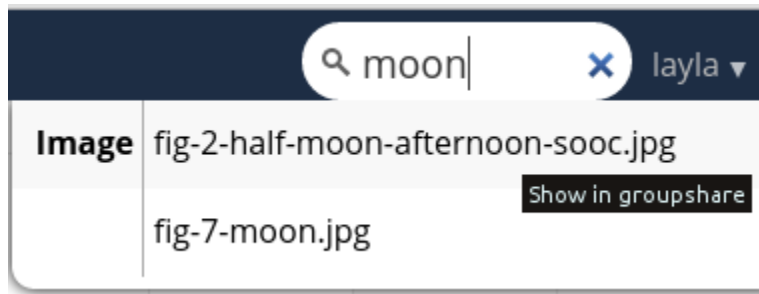 moon
layla
Image fig-2-half-moon-afternoon-sooc.jpg
Show in groupshare
fig-7-moon.jpg